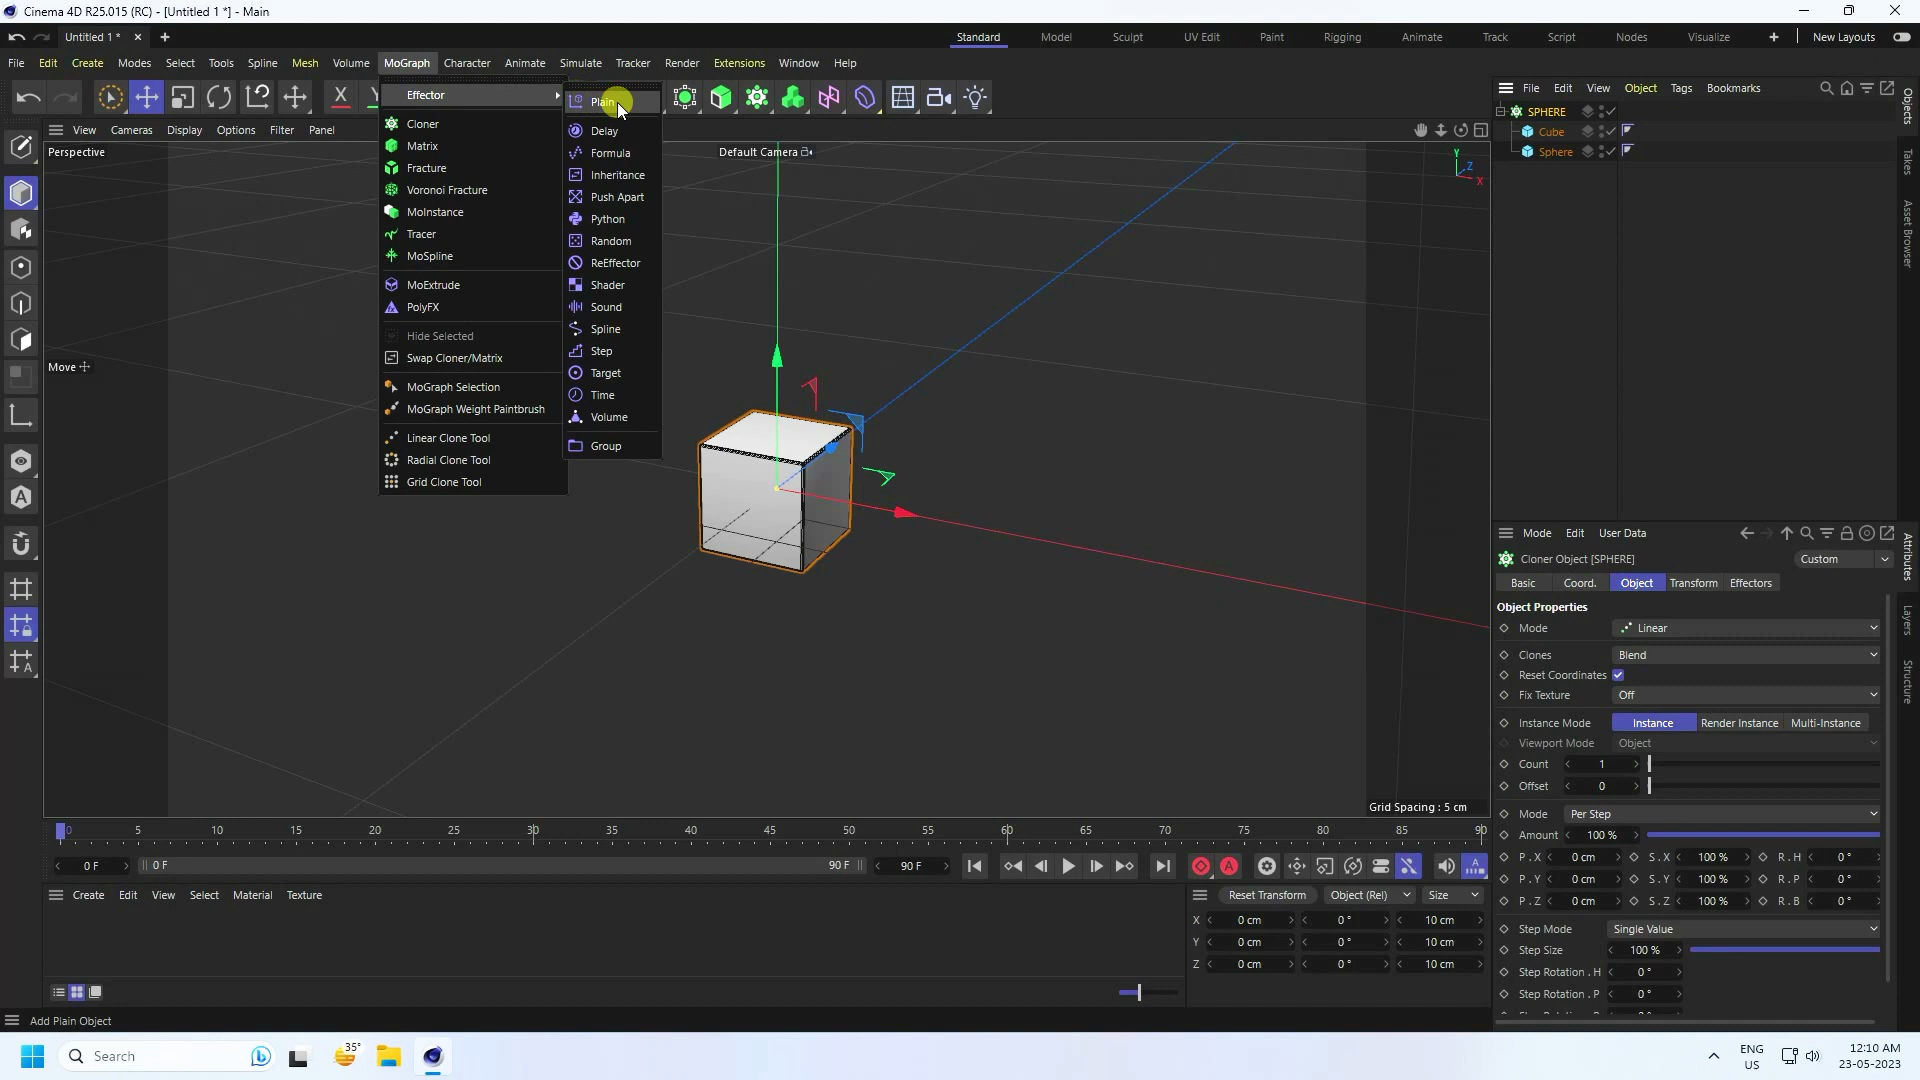 Cinema 4D R25.015 (RC) - [Untitled 1 *] - Main
Untitled 1 *
Standard Model Sculpt UV Edit Paint Rigging Animate Track Script Nodes Visualize New Layouts
File Edit Create Modes Select Tools Spline Mesh Volume MoGraph Character Animate Simulate Tracker Render Extensions Window Help
Effector
Cloner
Matrix
Fracture
Voronoi Fracture
MoInstance
Tracer
MoSpline
MoExtrude
PolyFX
Hide Selected
Swap Cloner/Matrix
MoGraph Selection
MoGraph Weight Paintbrush
Linear Clone Tool
Radial Clone Tool
Grid Clone Tool
Plain
Delay
Formula
Inheritance
Push Apart
Python
Random
ReEffector
Shader
Sound
Spline
Step
Target
Time
Volume
Group
X Y
View Cameras Display Options Filter Panel
Perspective
Default Camera
Y
Z
X
Move
Grid Spacing : 5 cm
File Edit View Object Tags Bookmarks
SPHERE
Cube
Sphere
Objects
Takes
Asset Browser
Mode Edit User Data
Cloner Object [SPHERE]
Custom
Basic Coord. Object Transform Effectors
Object Properties
Mode Linear
Clones Blend
Reset Coordinates
Fix Texture Off
Instance Mode Instance Render Instance Multi-Instance
Viewport Mode Object
Count 1
Offset 0
Mode Per Step
Amount 100 %
P . X 0 cm S . X 100 % R . H 0 °
P . Y 0 cm S . Y 100 % R . P 0 °
P . Z 0 cm S . Z 100 % R . B 0 °
Step Mode Single Value
Step Size 100 %
Step Rotation . H 0 °
Step Rotation . P 0 °
Attributes
Layers
Structure
0 5 10 15 20 25 30 35 40 45 50 55 60 65 70 75 80 85 90
0 F 0 F 90 F 90 F
Create Edit View Select Material Texture
Reset Transform Object (Rel) Size
X 0 cm 0 ° 10 cm
Y 0 cm 0 ° 10 cm
Z 0 cm 0 ° 10 cm
Add Plain Object
Search
35°
ENG
US
12:10 AM
23-05-2023